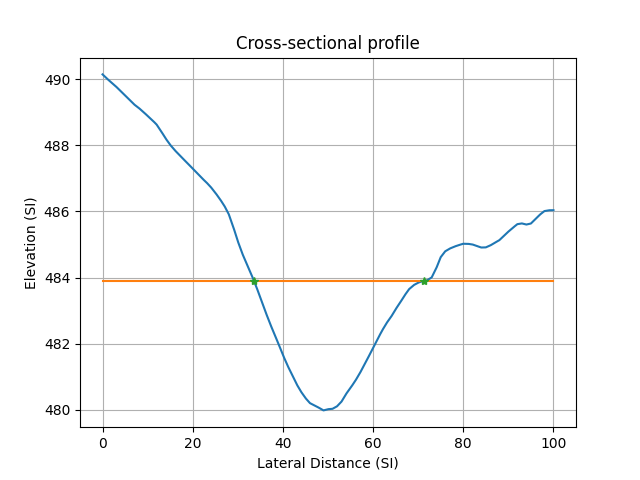 Cross-sectional profile
Elevation (SI)
490
488
486
484
482
480
0 20 40 60 80 100
Lateral Distance (SI)